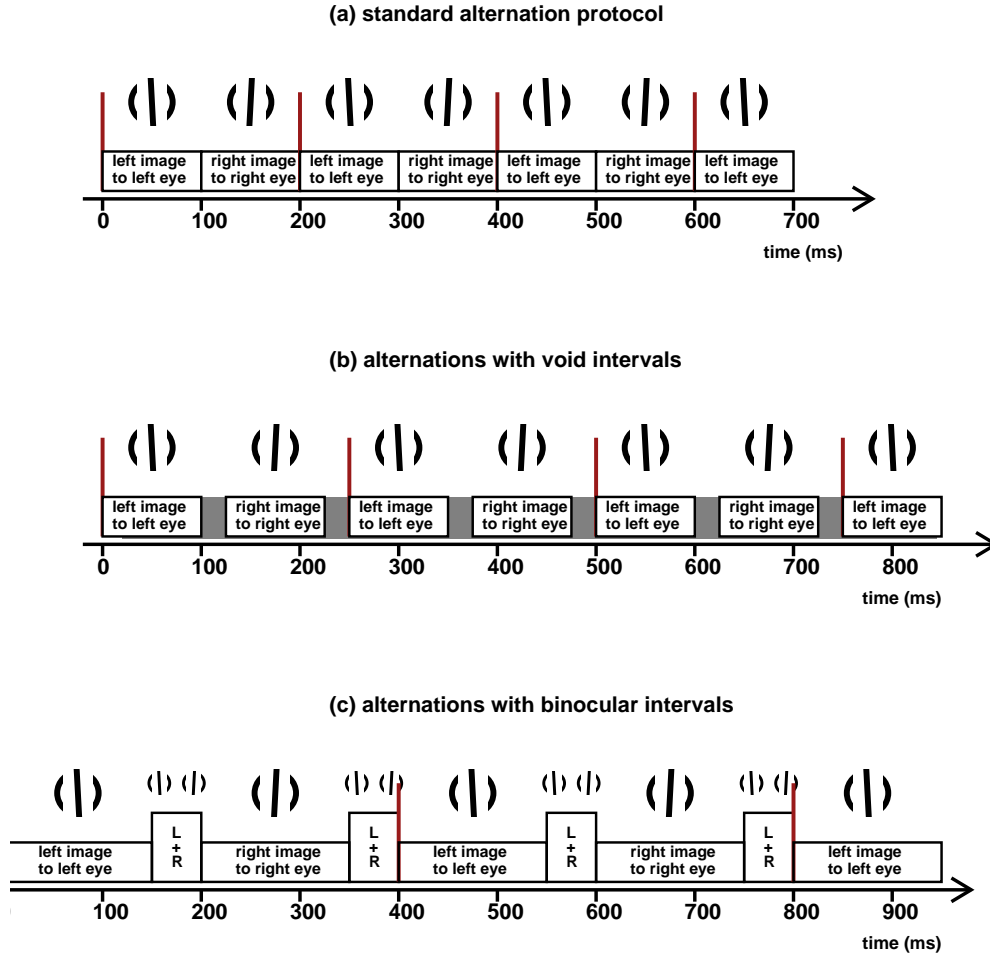 (a) standard alternation protocol
left image right image left image right image left image right image left image
to left eye to right eye to left eye to right eye to left eye to right eye to left eye
0 100 200 300 400 500 600 700
time (ms)
(b) alternations with void intervals
left image right image left image right image left image right image left image
to left eye to right eye to left eye to right eye to left eye to right eye to left eye
0 100 200 300 400 500 600 700 800
time (ms)
(c) alternations with binocular intervals
L L L L
+ + + +
left image R right image R left image R right image R left image
to left eye to right eye to left eye to right eye to left eye
100 200 300 400 500 600 700 800 900
time (ms)